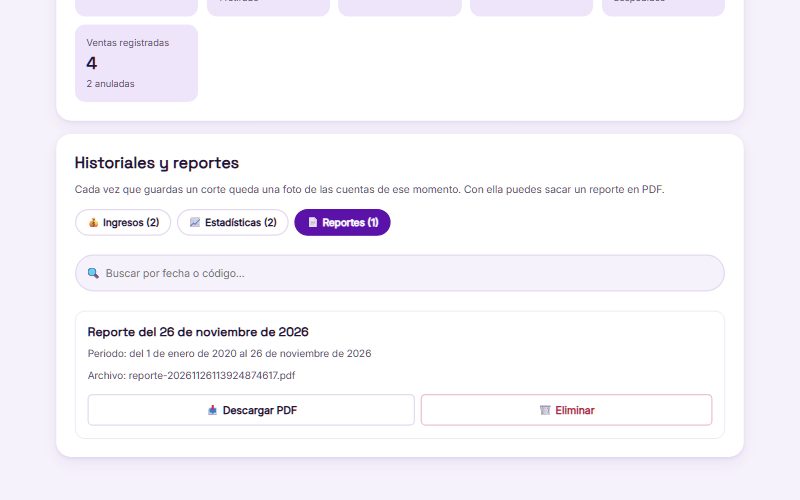 Ventas registradas
4
2 anuladas
Historiales y reportes
Cada vez que guardas un corte queda una foto de las cuentas de ese momento. Con ella puedes sacar un reporte en PDF.
Ingresos (2)
Estadísticas (2)
Reportes (1)
Buscar por fecha o código...
Reporte del 26 de noviembre de 2026
Periodo: del 1 de enero de 2020 al 26 de noviembre de 2026
Archivo: reporte-20261126113924874617.pdf
Descargar PDF
Eliminar